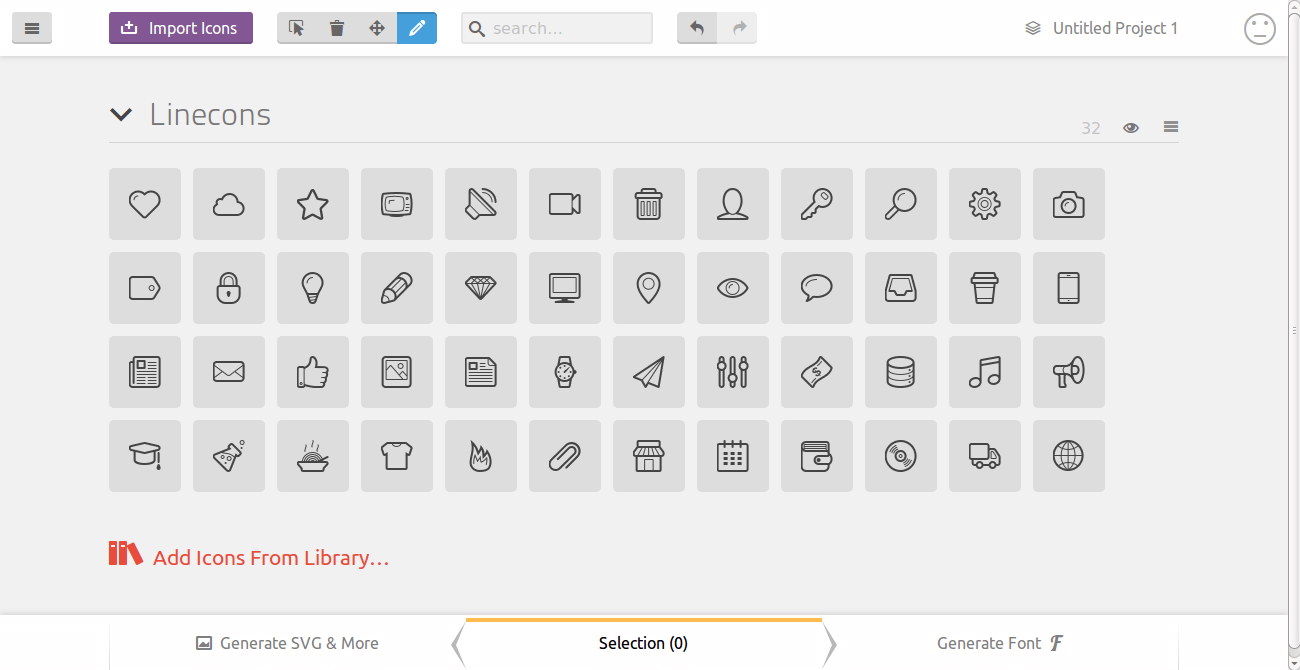 Import Icons
search...
Untitled Project 1
Linecons
32
Add Icons From Library...
Generate SVG & More
Selection (0)
Generate Font